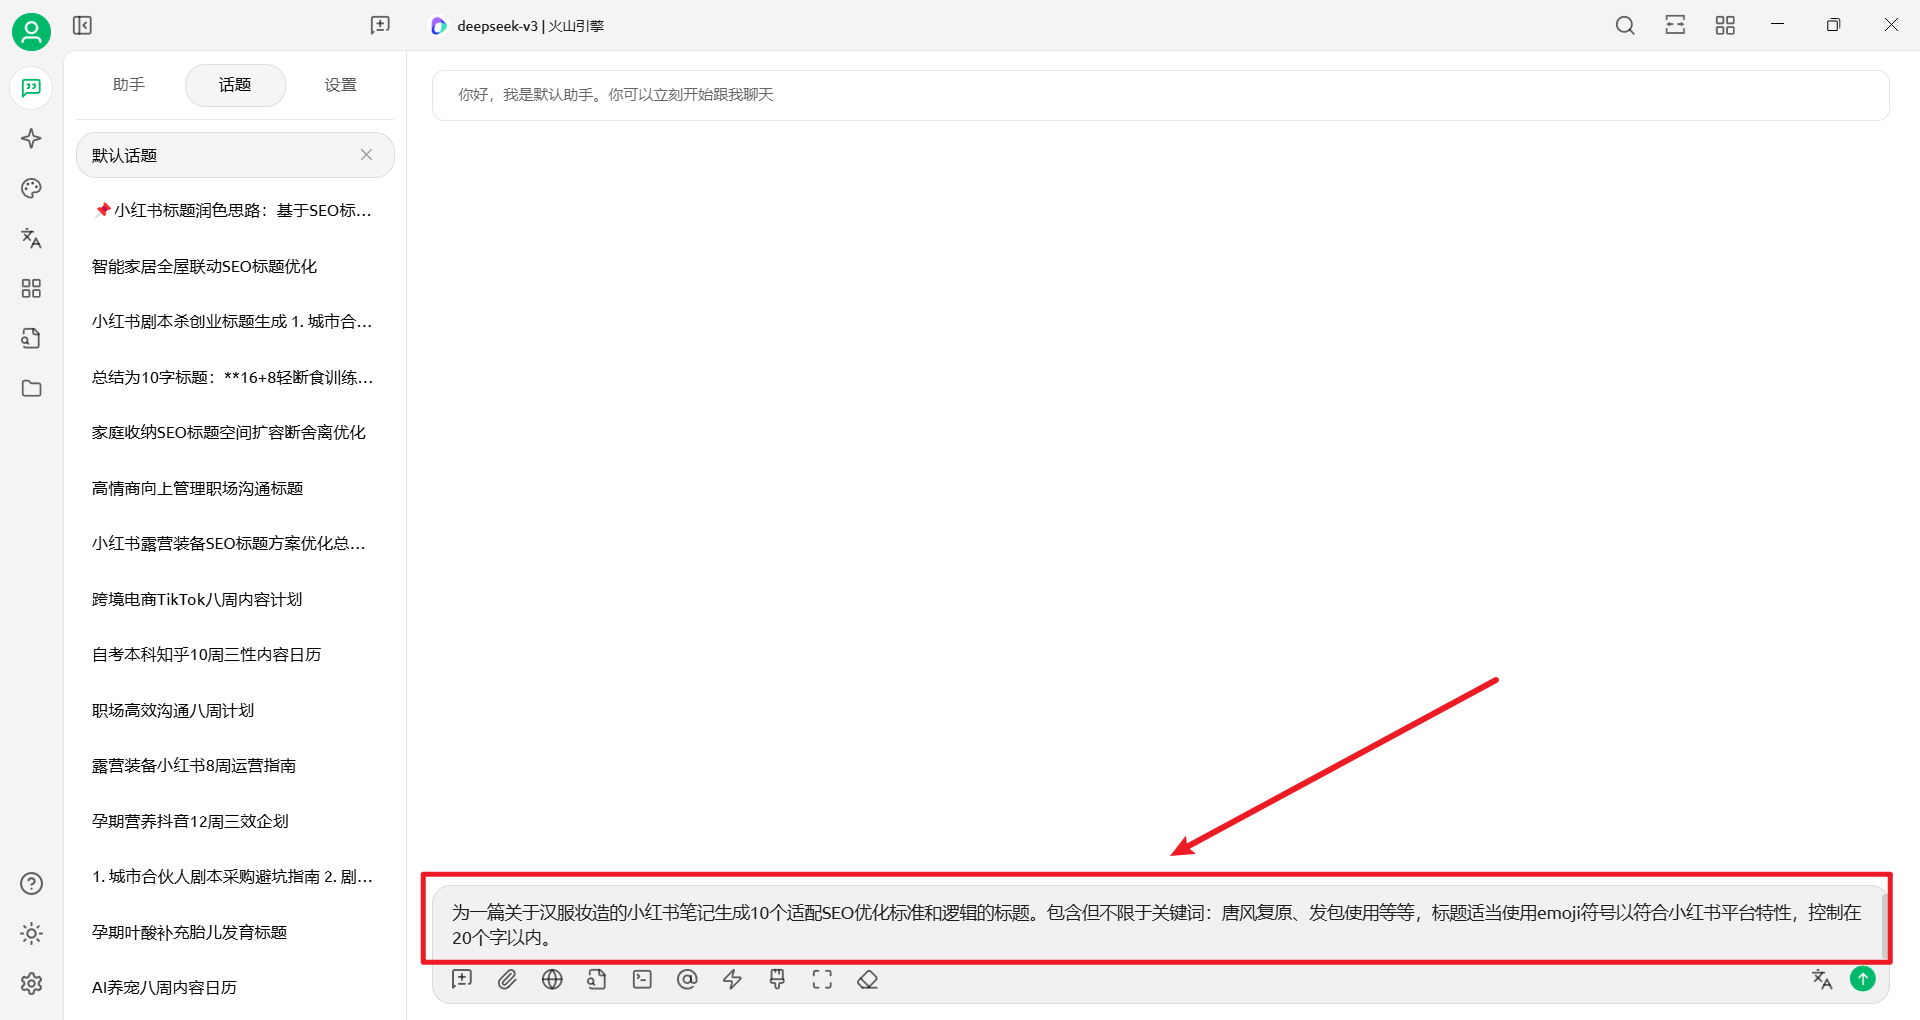 deepseek-v3 | 火山引擎
助手
话题
设置
默认话题
📌小红书标题润色思路：基于SEO标...
智能家居全屋联动SEO标题优化
小红书剧本杀创业标题生成 1. 城市合...
总结为10字标题：**16+8轻断食训练...
家庭收纳SEO标题空间扩容断舍离优化
高情商向上管理职场沟通标题
小红书露营装备SEO标题方案优化总...
跨境电商TikTok八周内容计划
自考本科知乎10周三性内容日历
职场高效沟通八周计划
露营装备小红书8周运营指南
孕期营养抖音12周三效企划
1. 城市合伙人剧本采购避坑指南 2. 剧...
孕期叶酸补充胎儿发育标题
AI养宠八周内容日历
你好，我是默认助手。你可以立刻开始跟我聊天
为一篇关于汉服妆造的小红书笔记生成10个适配SEO优化标准和逻辑的标题。包含但不限于关键词：唐风复原、发包使用等等，标题适当使用emoji符号以符合小红书平台特性，控制在
20个字以内。